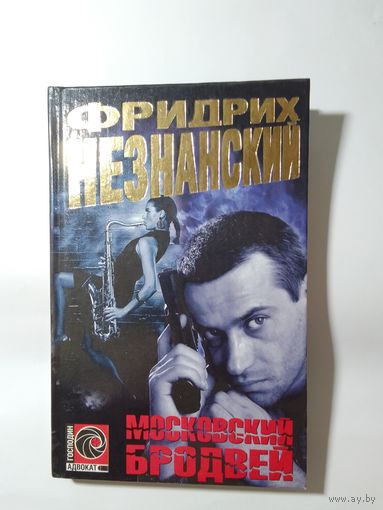 ФРИДРИХ
НЕЗНАНСКИЙ
МОСКОВСКИЙ
БРОДВЕЙ
ГОСПОДИН
АДВОКАТ
www.ay.by